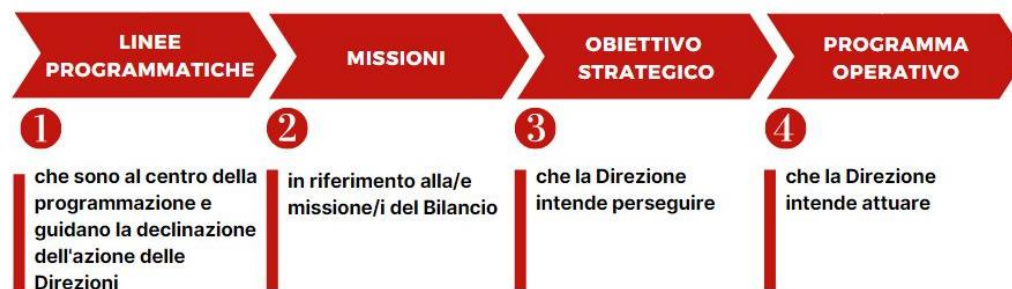 LINEE
PROGRAMMATICHE
MISSIONI
OBIETTIVO
STRATEGICO
PROGRAMMA
OPERATIVO
1
che sono al centro della
programmazione e
guidano la declinazione
dell'azione delle
Direzioni
2
in riferimento alla/e
missione/i del Bilancio
3
che la Direzione
intende perseguire
4
che la Direzione
intende attuare